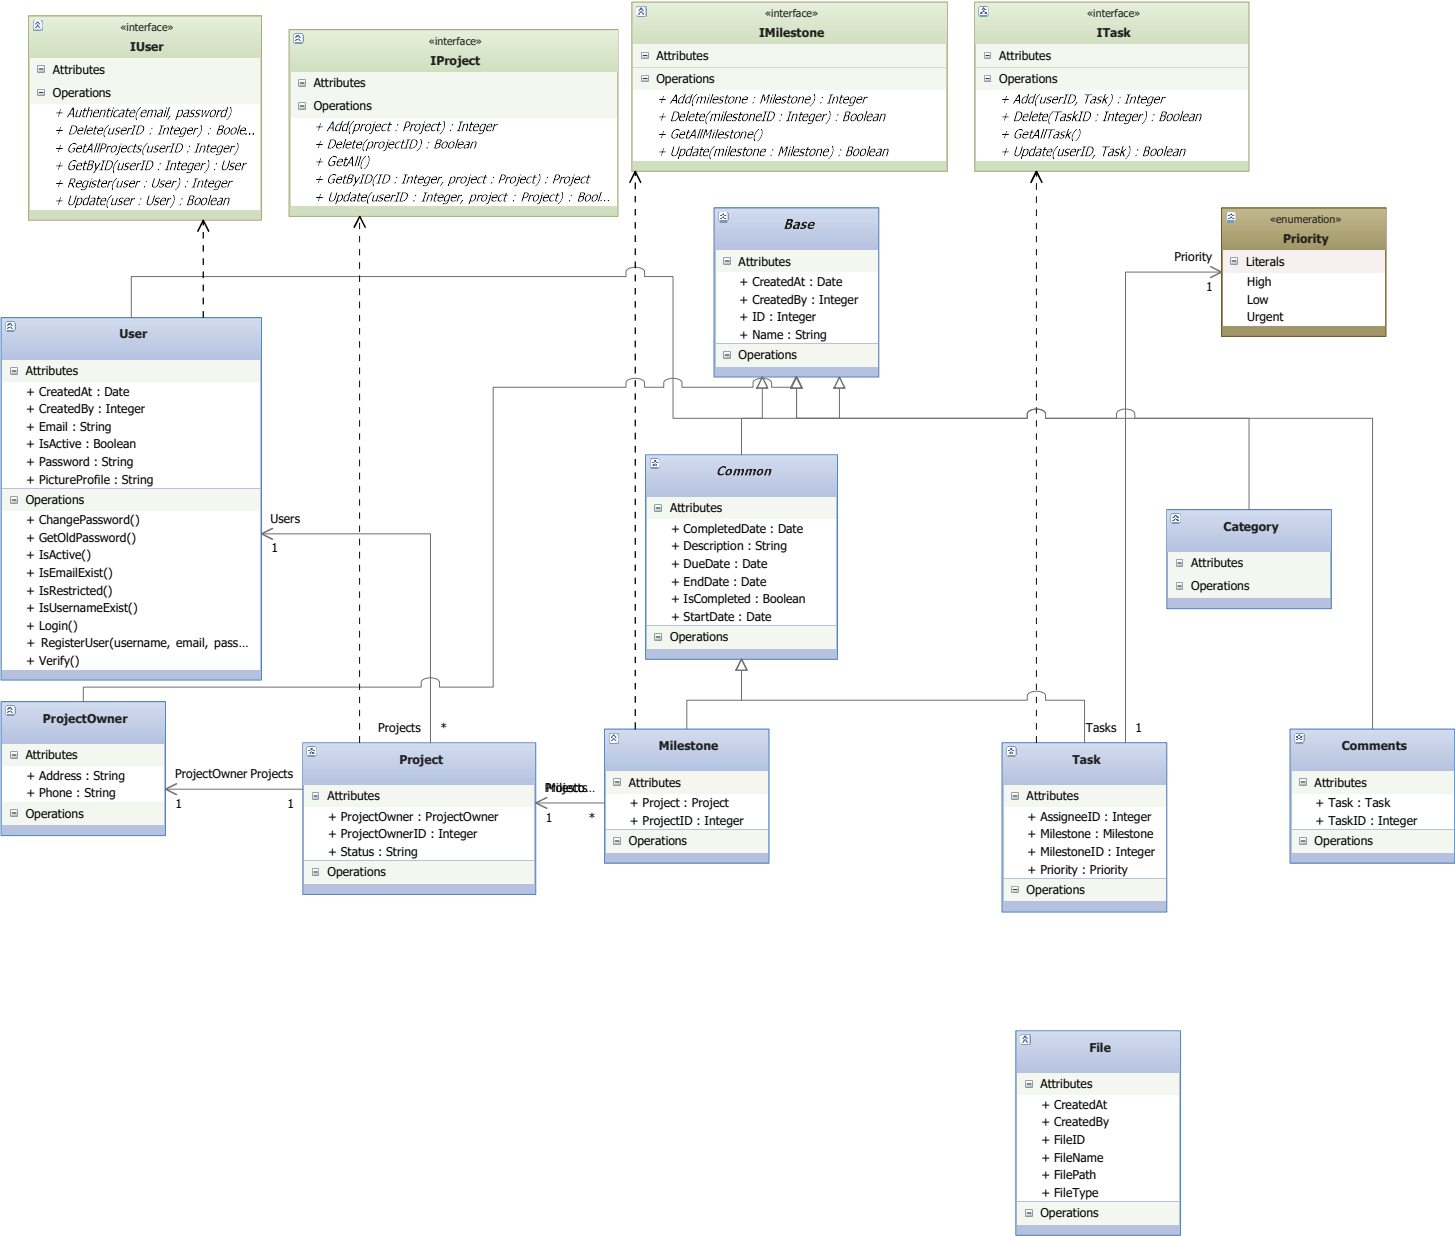 «interface»
IUser
Attributes
Operations
+ Authenticate(email, password)
+ Delete(userID : Integer) : Boole...
+ GetAllProjects(userID : Integer)
+ GetByID(userID : Integer) : User
+ Register(user : User) : Integer
+ Update(user : User) : Boolean
«interface»
IProject
Attributes
Operations
+ Add(project : Project) : Integer
+ Delete(projectID) : Boolean
+ GetAll()
+ GetByID(ID : Integer, project : Project) : Project
+ Update(userID : Integer, project : Project) : Bool...
«interface»
IMilestone
Attributes
Operations
+ Add(milestone : Milestone) : Integer
+ Delete(milestoneID : Integer) : Boolean
+ GetAllMilestone()
+ Update(milestone : Milestone) : Boolean
«interface»
ITask
Attributes
Operations
+ Add(userID, Task) : Integer
+ Delete(TaskID : Integer) : Boolean
+ GetAllTask()
+ Update(userID, Task) : Boolean
Base
Attributes
+ CreatedAt : Date
+ CreatedBy : Integer
+ ID : Integer
+ Name : String
Operations
«enumeration»
Priority
Literals
High
Low
Urgent
Priority
1
User
Attributes
+ CreatedAt : Date
+ CreatedBy : Integer
+ Email : String
+ IsActive : Boolean
+ Password : String
+ PictureProfile : String
Operations
+ ChangePassword()
+ GetOldPassword()
+ IsActive()
+ IsEmailExist()
+ IsRestricted()
+ IsUsernameExist()
+ Login()
+ RegisterUser(username, email, pass...
+ Verify()
Users
1
Common
Attributes
+ CompletedDate : Date
+ Description : String
+ DueDate : Date
+ EndDate : Date
+ IsCompleted : Boolean
+ StartDate : Date
Operations
Category
Attributes
Operations
ProjectOwner
Attributes
+ Address : String
+ Phone : String
Operations
ProjectOwner Projects
1 1
Projects *
Project
Attributes
+ ProjectOwner : ProjectOwner
+ ProjectOwnerID : Integer
+ Status : String
Operations
1 *
Milestone
Attributes
+ Project : Project
+ ProjectID : Integer
Operations
Tasks 1
Task
Attributes
+ AssigneeID : Integer
+ Milestone : Milestone
+ MilestoneID : Integer
+ Priority : Priority
Operations
Comments
Attributes
+ Task : Task
+ TaskID : Integer
Operations
File
Attributes
+ CreatedAt
+ CreatedBy
+ FileID
+ FileName
+ FilePath
+ FileType
Operations